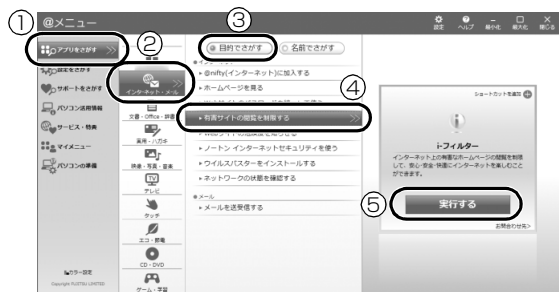 @メニュー
設定
ヘルプ
最小化
最大化
閉じる
①
アプリをさがす
設定をさがす
サポートをさがす
パソコン活用情報
サービス・特典
マイメニュー
パソコンの準備
カラー設定
Copyright FUJITSU LIMITED
②
インターネット・メール
文書・Office・辞書
実用・ハガキ
映像・写真・音楽
テレビ
タッチ
エコ・節電
CD・DVD
ゲーム・学習
③
目的でさがす
名前でさがす
@nifty(インターネット)に加入する
ホームページを見る
④
有害サイトの閲覧を制限する
ノートン インターネットセキュリティを使う
ウイルスバスターをインストールする
ネットワークの状態を確認する
メール
メールを送受信する
ショートカットを追加
i-フィルター
インターネット上の有害なホームページの閲覧を制限
して、安心・安全・快適にインターネットを楽しむこと
ができます。
⑤
実行する
お問合わせ先>